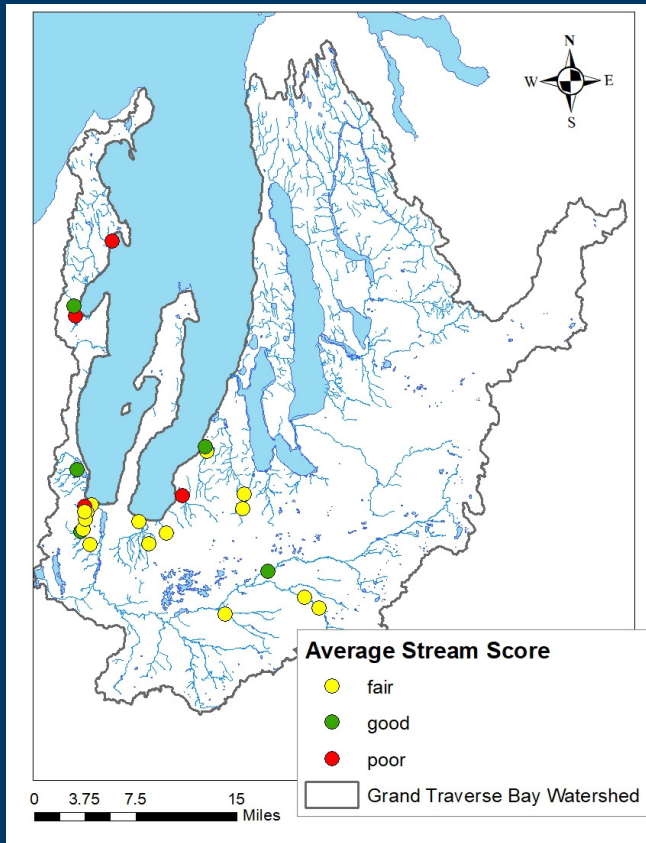 N
W E
S
Average Stream Score
fair
good
poor
Grand Traverse Bay Watershed
0 3.75 7.5 15
Miles